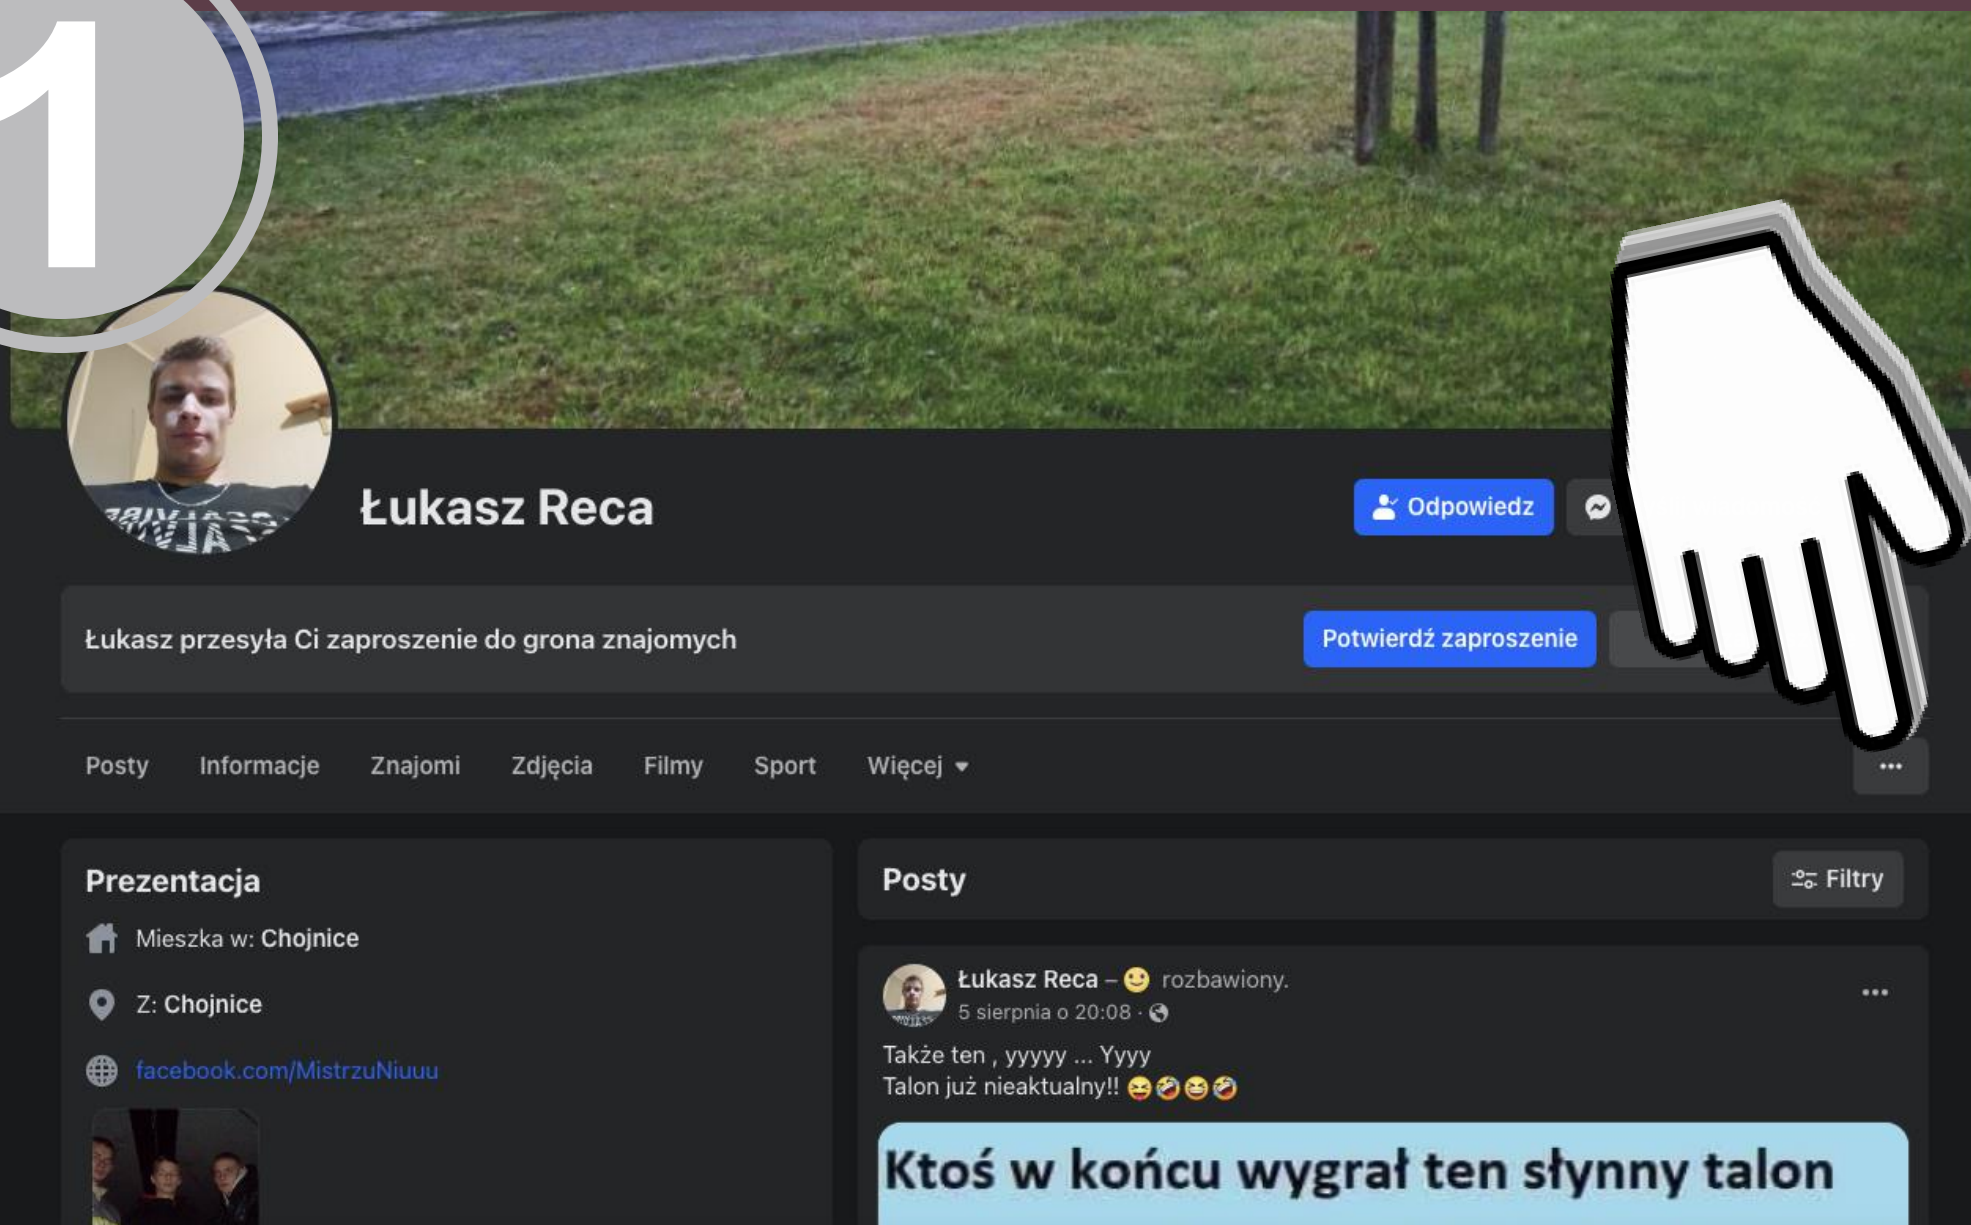 1
Łukasz Reca
Odpowiedz
Łukasz przesyła Ci zaproszenie do grona znajomych
Potwierdź zaproszenie
Posty Informacje Znajomi Zdjęcia Filmy Sport Więcej
Prezentacja
Mieszka w: Chojnice
Z: Chojnice
facebook.com/MistrzuNiuuu
Posty
Filtry
Łukasz Reca – 🙂 rozbawiony.
5 sierpnia o 20:08 ·
Także ten , yyyyy ... Yyyy
Talon już nieaktualny!! 😝🤣😆🤣
Ktoś w końcu wygrał ten słynny talon